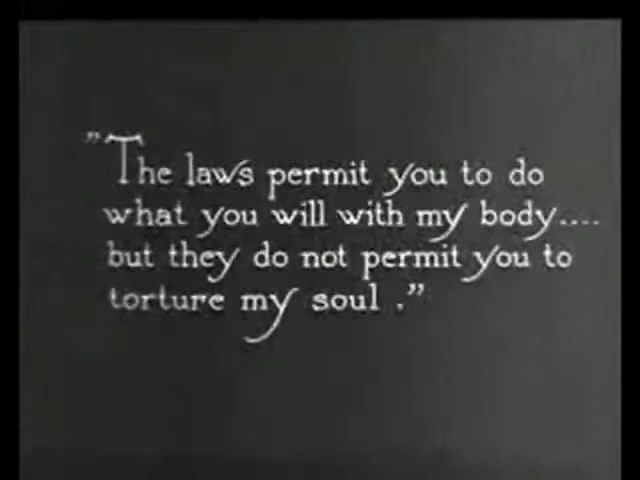 "The laws permit you to do
what you will with my body....
but they do not permit you to
torture my soul ."